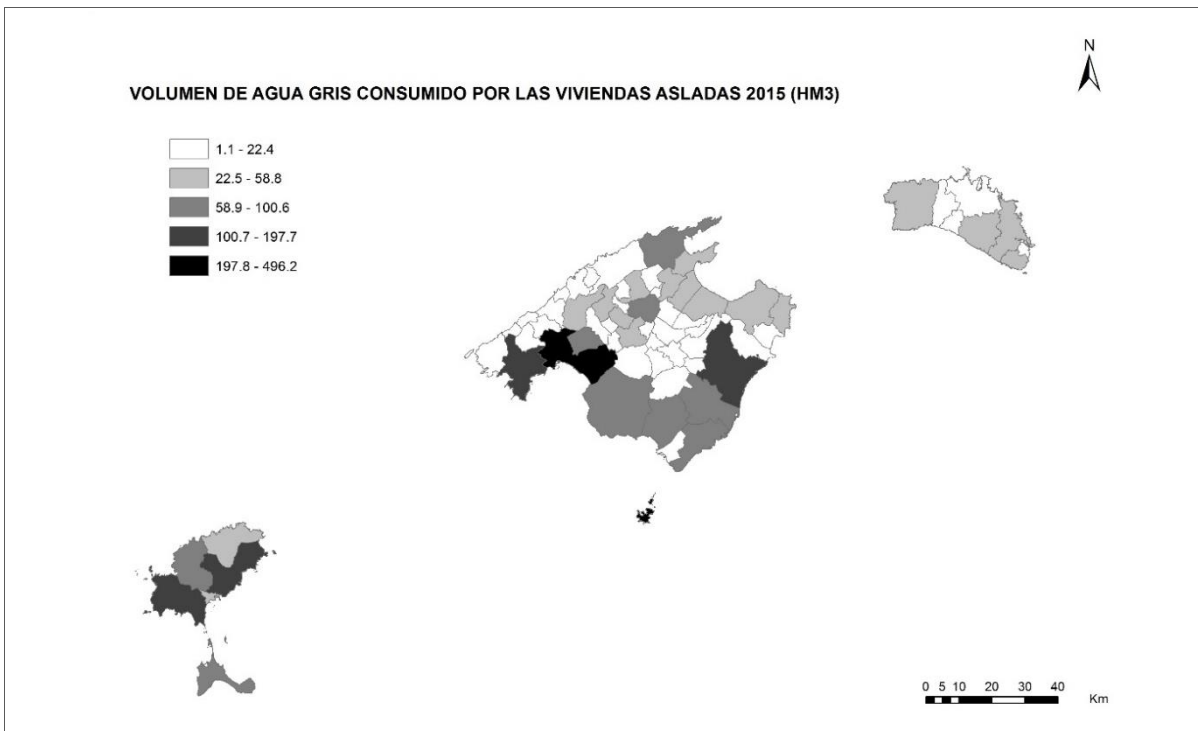 N
VOLUMEN DE AGUA GRIS CONSUMIDO POR LAS VIVIENDAS ASLADAS 2015 (HM3)
1.1 - 22.4
22.5 - 58.8
58.9 - 100.6
100.7 - 197.7
197.8 - 496.2
0 5 10 20 30 40
Km